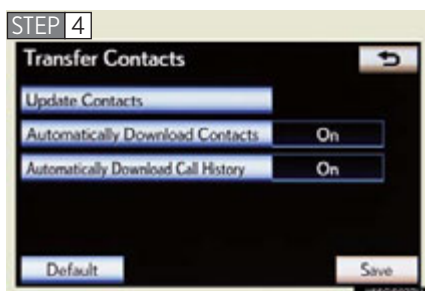 STEP 4
Transfer Contacts
Update Contacts
Automatically Download Contacts On
Automatically Download Call History On
Default Save